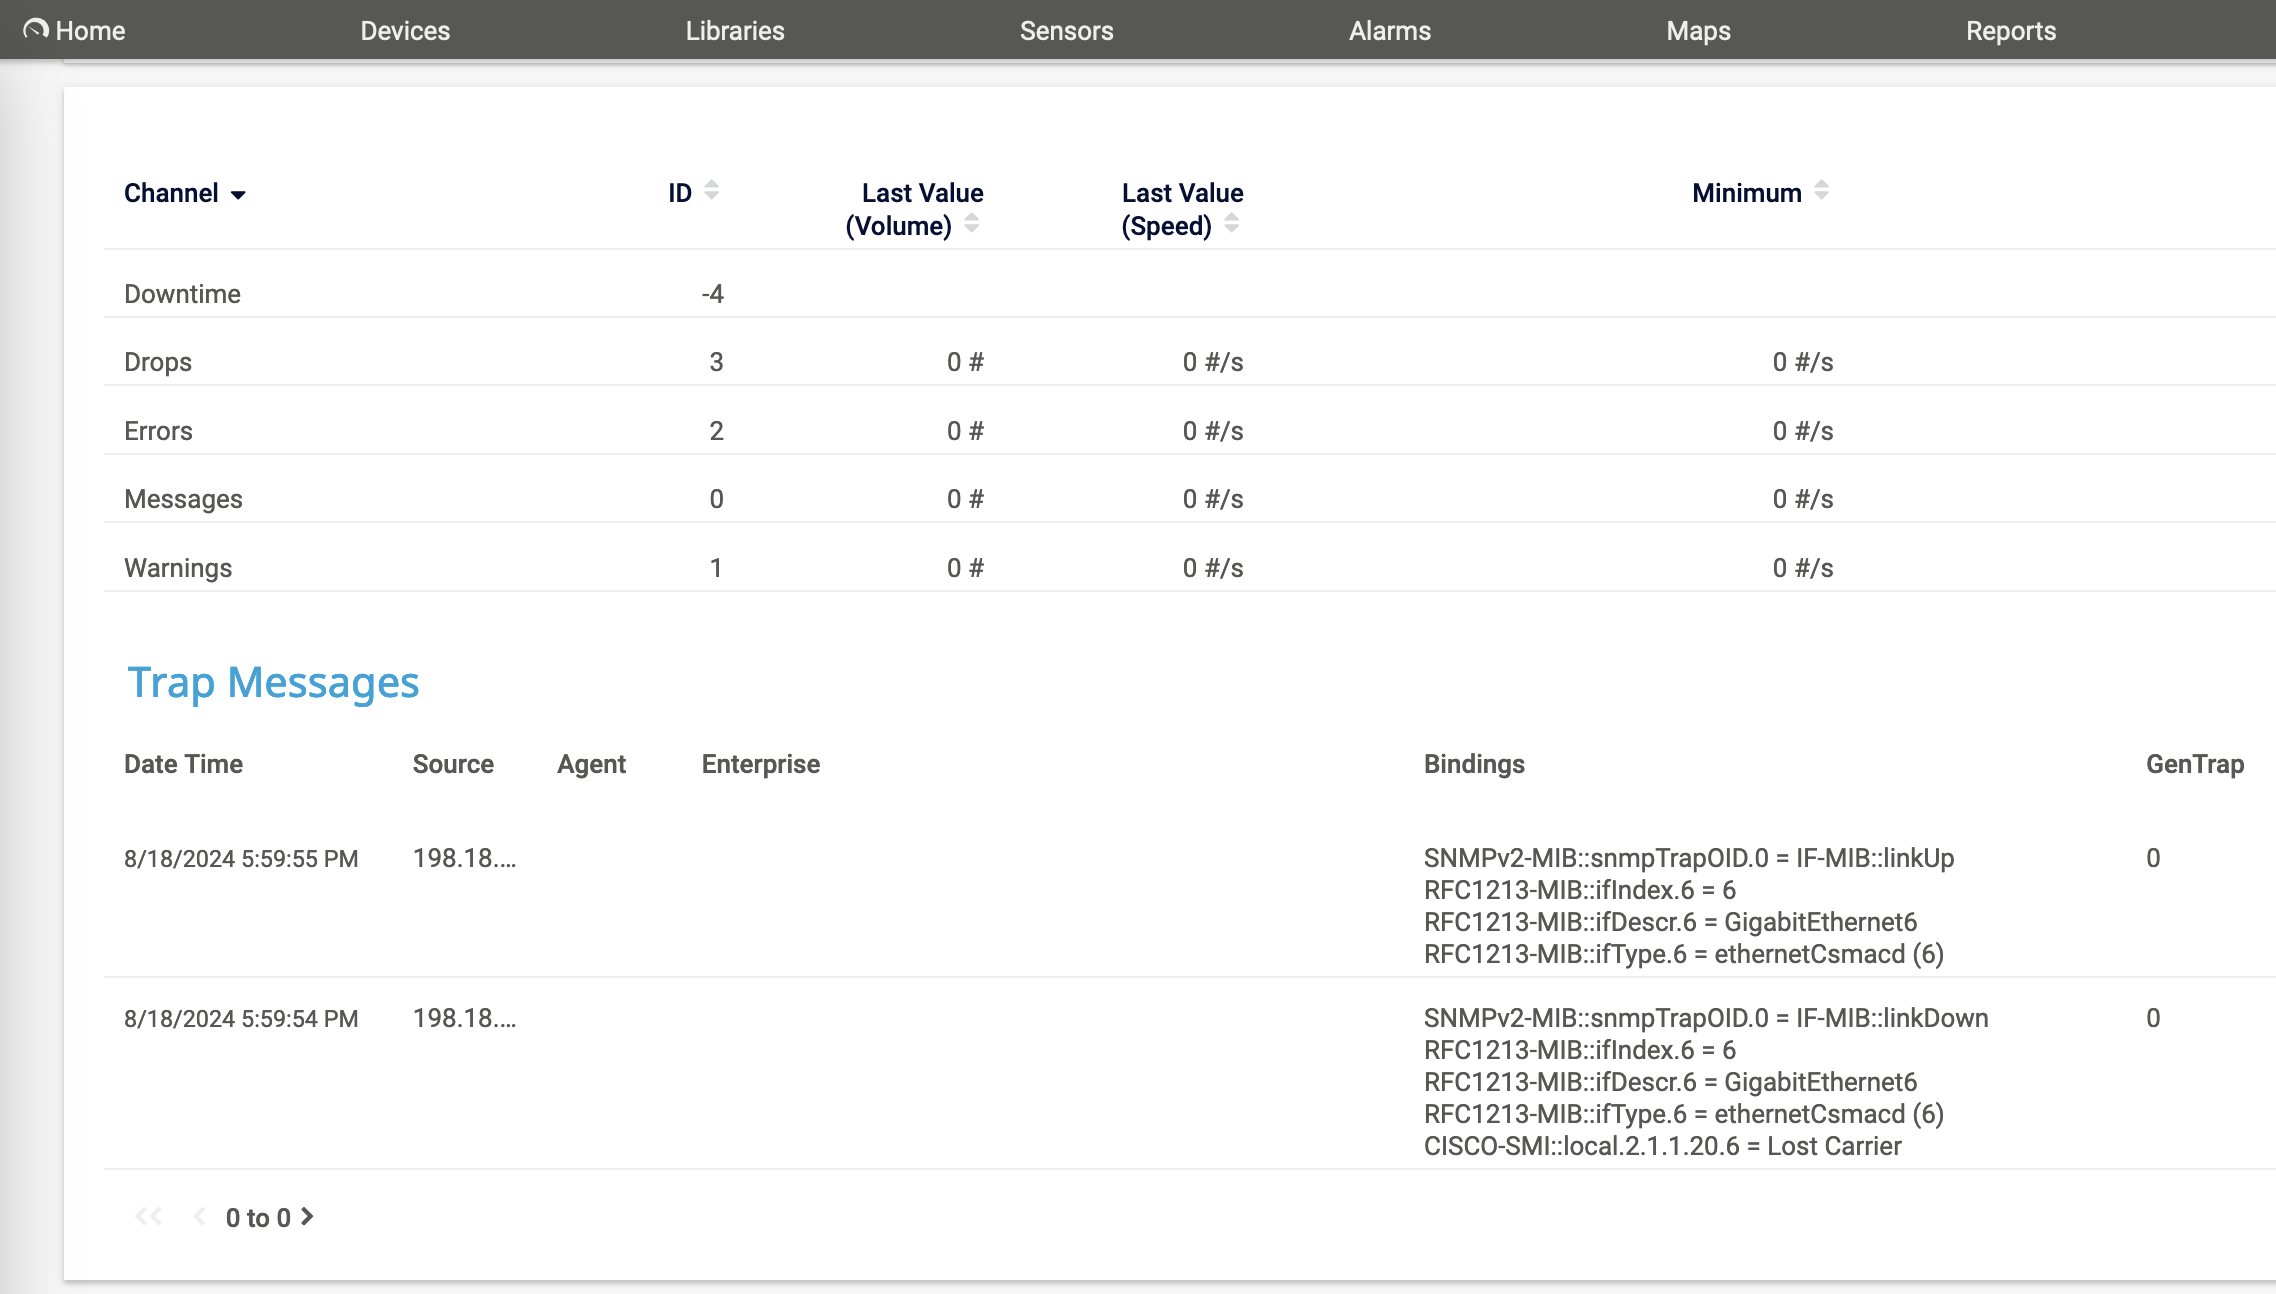 Home Devices Libraries Sensors Alarms Maps Reports
Channel ID Last Value (Volume) Last Value (Speed) Minimum
Downtime -4
Drops 3 0 # 0 #/s 0 #/s
Errors 2 0 # 0 #/s 0 #/s
Messages 0 0 # 0 #/s 0 #/s
Warnings 1 0 # 0 #/s 0 #/s
Trap Messages
Date Time Source Agent Enterprise Bindings GenTrap
8/18/2024 5:59:55 PM 198.18.... SNMPv2-MIB::snmpTrapOID.0 = IF-MIB::linkUp 0
RFC1213-MIB::ifIndex.6 = 6
RFC1213-MIB::ifDescr.6 = GigabitEthernet6
RFC1213-MIB::ifType.6 = ethernetCsmacd (6)
8/18/2024 5:59:54 PM 198.18.... SNMPv2-MIB::snmpTrapOID.0 = IF-MIB::linkDown 0
RFC1213-MIB::ifIndex.6 = 6
RFC1213-MIB::ifDescr.6 = GigabitEthernet6
RFC1213-MIB::ifType.6 = ethernetCsmacd (6)
CISCO-SMI::local.2.1.1.20.6 = Lost Carrier
0 to 0